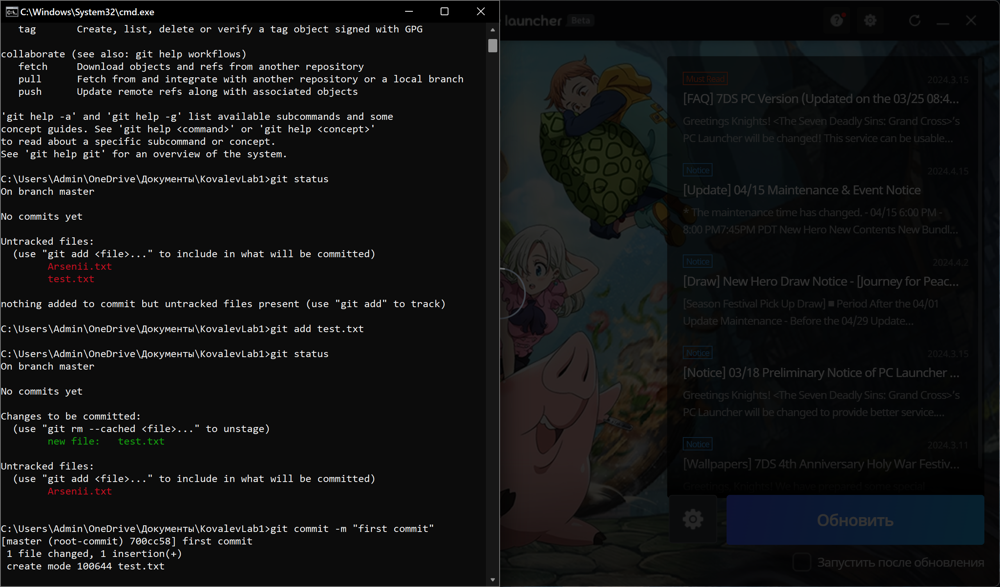 C:\Windows\System32\cmd.exe
tag Create, list, delete or verify a tag object signed with GPG
collaborate (see also: git help workflows)
fetch Download objects and refs from another repository
pull Fetch from and integrate with another repository or a local branch
push Update remote refs along with associated objects
'git help -a' and 'git help -g' list available subcommands and some
concept guides. See 'git help <command>' or 'git help <concept>'
to read about a specific subcommand or concept.
See 'git help git' for an overview of the system.
C:\Users\Admin\OneDrive\Документы\KovalevLab1>git status
On branch master
No commits yet
Untracked files:
(use "git add <file>..." to include in what will be committed)
Arsenii.txt
test.txt
nothing added to commit but untracked files present (use "git add" to track)
C:\Users\Admin\OneDrive\Документы\KovalevLab1>git add test.txt
C:\Users\Admin\OneDrive\Документы\KovalevLab1>git status
On branch master
No commits yet
Changes to be committed:
(use "git rm --cached <file>..." to unstage)
new file: test.txt
Untracked files:
(use "git add <file>..." to include in what will be committed)
Arsenii.txt
C:\Users\Admin\OneDrive\Документы\KovalevLab1>git commit -m "first commit"
[master (root-commit) 700cc58] first commit
1 file changed, 1 insertion(+)
create mode 100644 test.txt
launcher Beta
Must Read 2024.3.15
[FAQ] 7DS PC Version (Updated on the 03/25 08:4...
Greetings Knights! <The Seven Deadly Sins: Grand Cross>’s
PC Launcher will be changed! This service can be usable...
Notice 2024.4.15
[Update] 04/15 Maintenance & Event Notice
* The maintenance time has changed. - 04/15 6:00 PM -
8:00 PM7:45PM PDT New Hero New Contents New Bundl...
Notice 2024.4.2
[Draw] New Hero Draw Notice - [Journey for Peac...
[Season Festival Pick Up Draw] ■ Period After the 04/01
Update Maintenance - Before the 04/29 Update...
Notice 2024.3.15
[Notice] 03/18 Preliminary Notice of PC Launcher ...
Greetings Knights! <The Seven Deadly Sins: Grand Cross>’s
PC Launcher will be changed to provide better service....
Notice 2024.3.11
[Wallpapers] 7DS 4th Anniversary Holy War Festiv...
Greetings, Knights! We have prepared some special
Обновить
Запустить после обновления